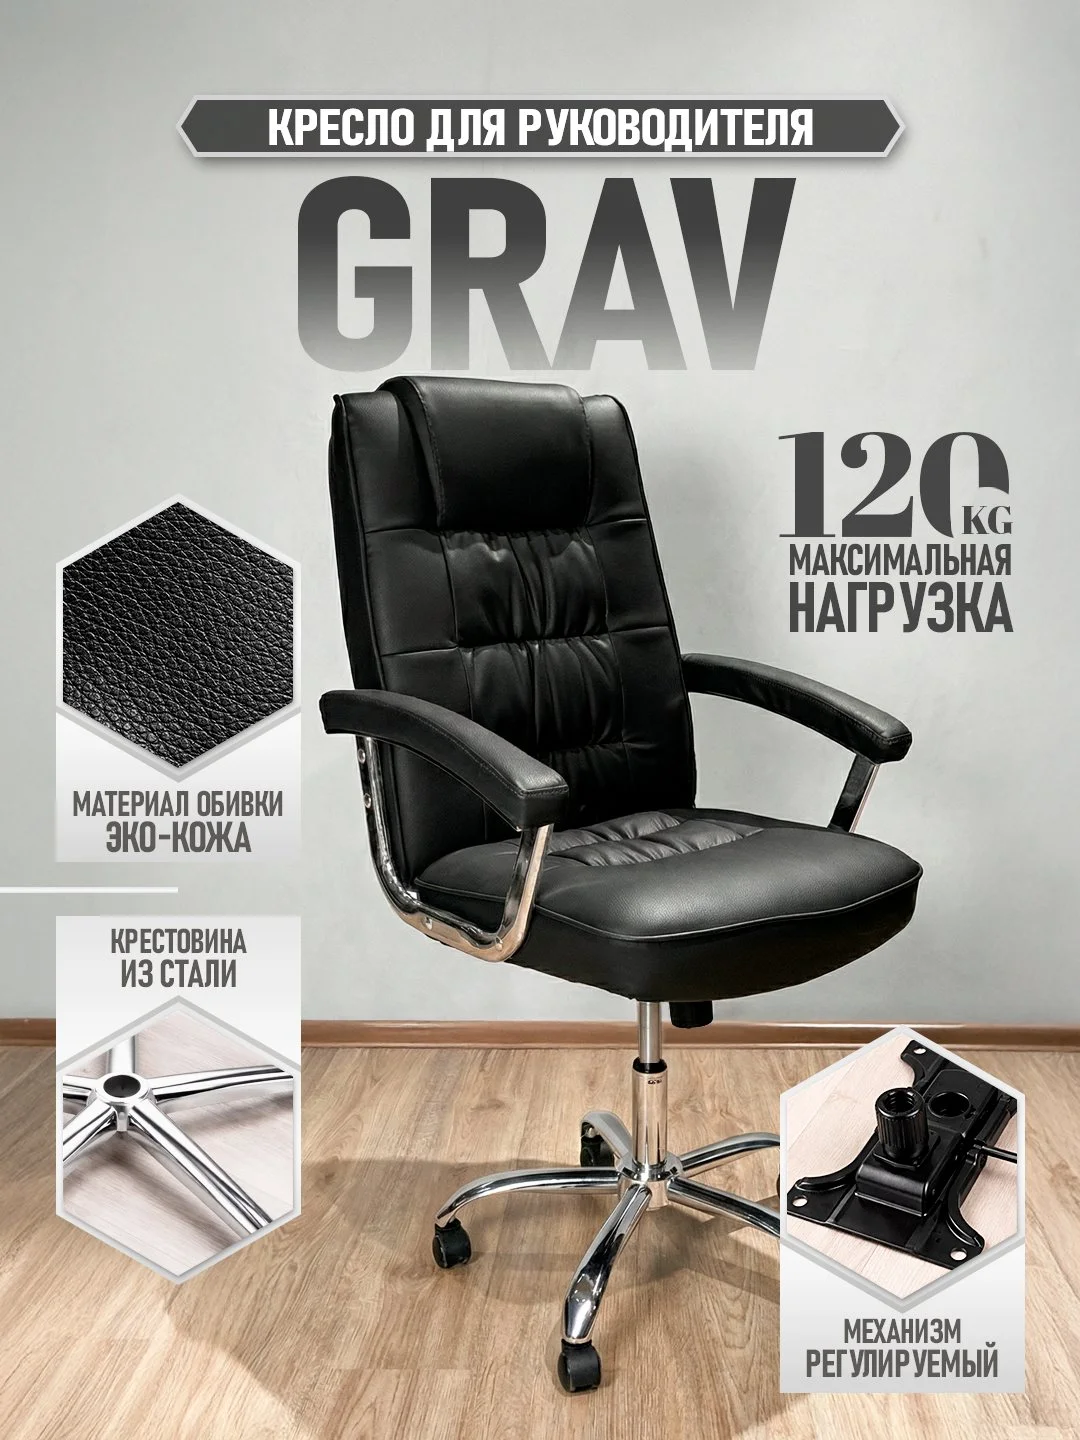 КРЕСЛО ДЛЯ РУКОВОДИТЕЛЯ
GRAV
120 KG
МАКСИМАЛЬНАЯ
НАГРУЗКА
МАТЕРИАЛ ОБИВКИ
ЭКО-КОЖА
КРЕСТОВИНА
ИЗ СТАЛИ
МЕХАНИЗМ
РЕГУЛИРУЕМЫЙ